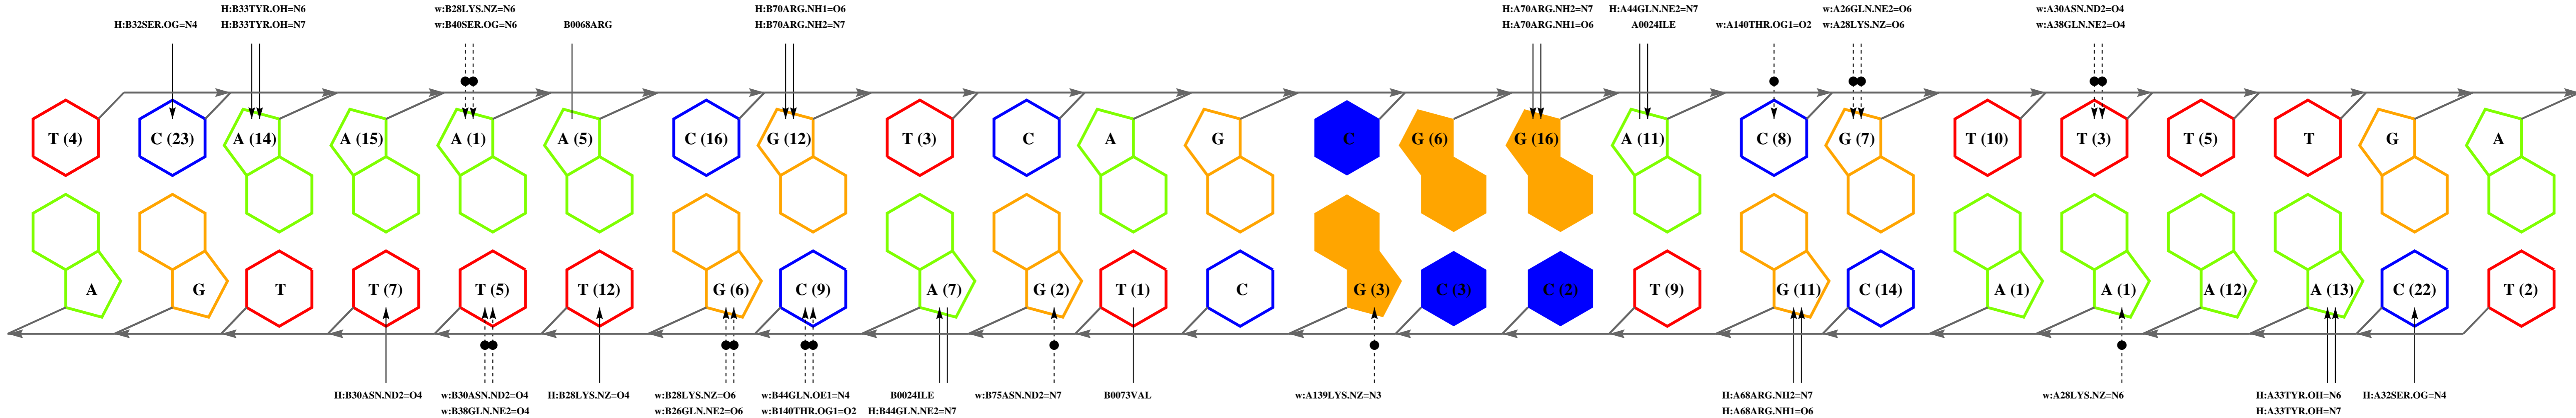 H:B33TYR.OH=N6 w:B28LYS.NZ=N6 H:B70ARG.NH1=O6 H:A70ARG.NH2=N7 H:A44GLN.NE2=N7 w:A26GLN.NE2=O6 w:A30ASN.ND2=O4
H:B32SER.OG=N4 H:B33TYR.OH=N7 w:B40SER.OG=N6 B0068ARG H:B70ARG.NH2=N7 H:A70ARG.NH1=O6 A0024ILE w:A140THR.OG1=O2 w:A28LYS.NZ=O6 w:A38GLN.NE2=O4
T (4) C (23) A (14) A (15) A (1) A (5) C (16) G (12) T (3) C A G C G (6) G (16) A (11) C (8) G (7) T (10) T (3) T (5) T G A
A G T T (7) T (5) T (12) G (6) C (9) A (7) G (2) T (1) C G (3) C (3) C (2) T (9) G (11) C (14) A (1) A (1) A (12) A (13) C (22) T (2)
H:B30ASN.ND2=O4 w:B30ASN.ND2=O4 H:B28LYS.NZ=O4 w:B28LYS.NZ=O6 w:B44GLN.OE1=N4 B0024ILE w:B75ASN.ND2=N7 B0073VAL w:A139LYS.NZ=N3 H:A68ARG.NH2=N7 w:A28LYS.NZ=N6 H:A33TYR.OH=N6 H:A32SER.OG=N4
w:B38GLN.NE2=O4 w:B26GLN.NE2=O6 w:B140THR.OG1=O2 H:B44GLN.NE2=N7 H:A68ARG.NH1=O6 H:A33TYR.OH=N7